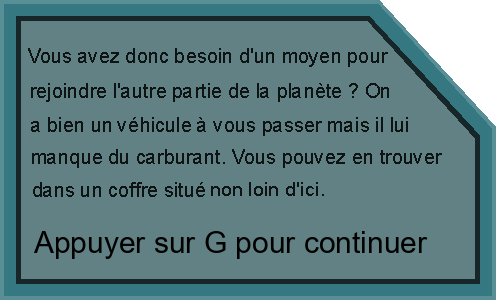 Vous avez donc besoin d'un moyen pour
rejoindre l'autre partie de la planète ? On
a bien un véhicule à vous passer mais il lui
manque du carburant. Vous pouvez en trouver
dans un coffre situé non loin d'ici.
Appuyer sur G pour continuer